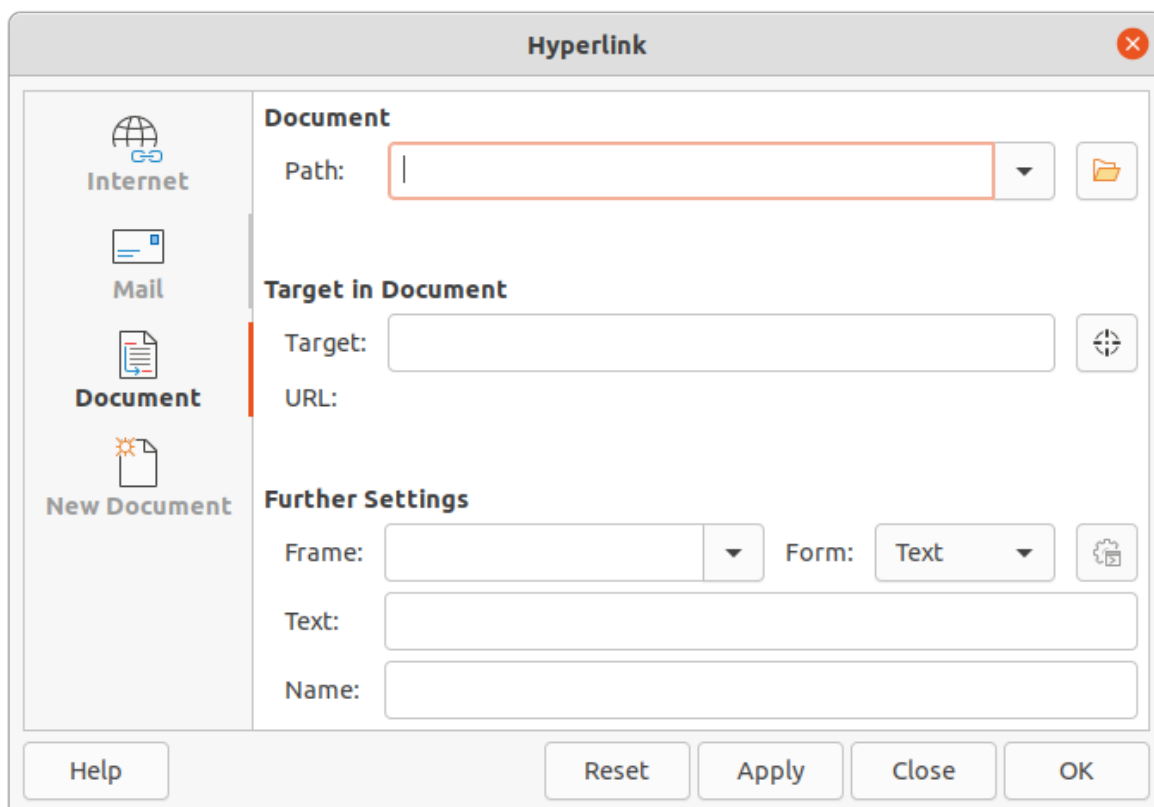 Hyperlink
Internet
Mail
Document
New Document
Document
Path:
Target in Document
Target:
URL:
Further Settings
Frame: Form: Text
Text:
Name:
Help Reset Apply Close OK